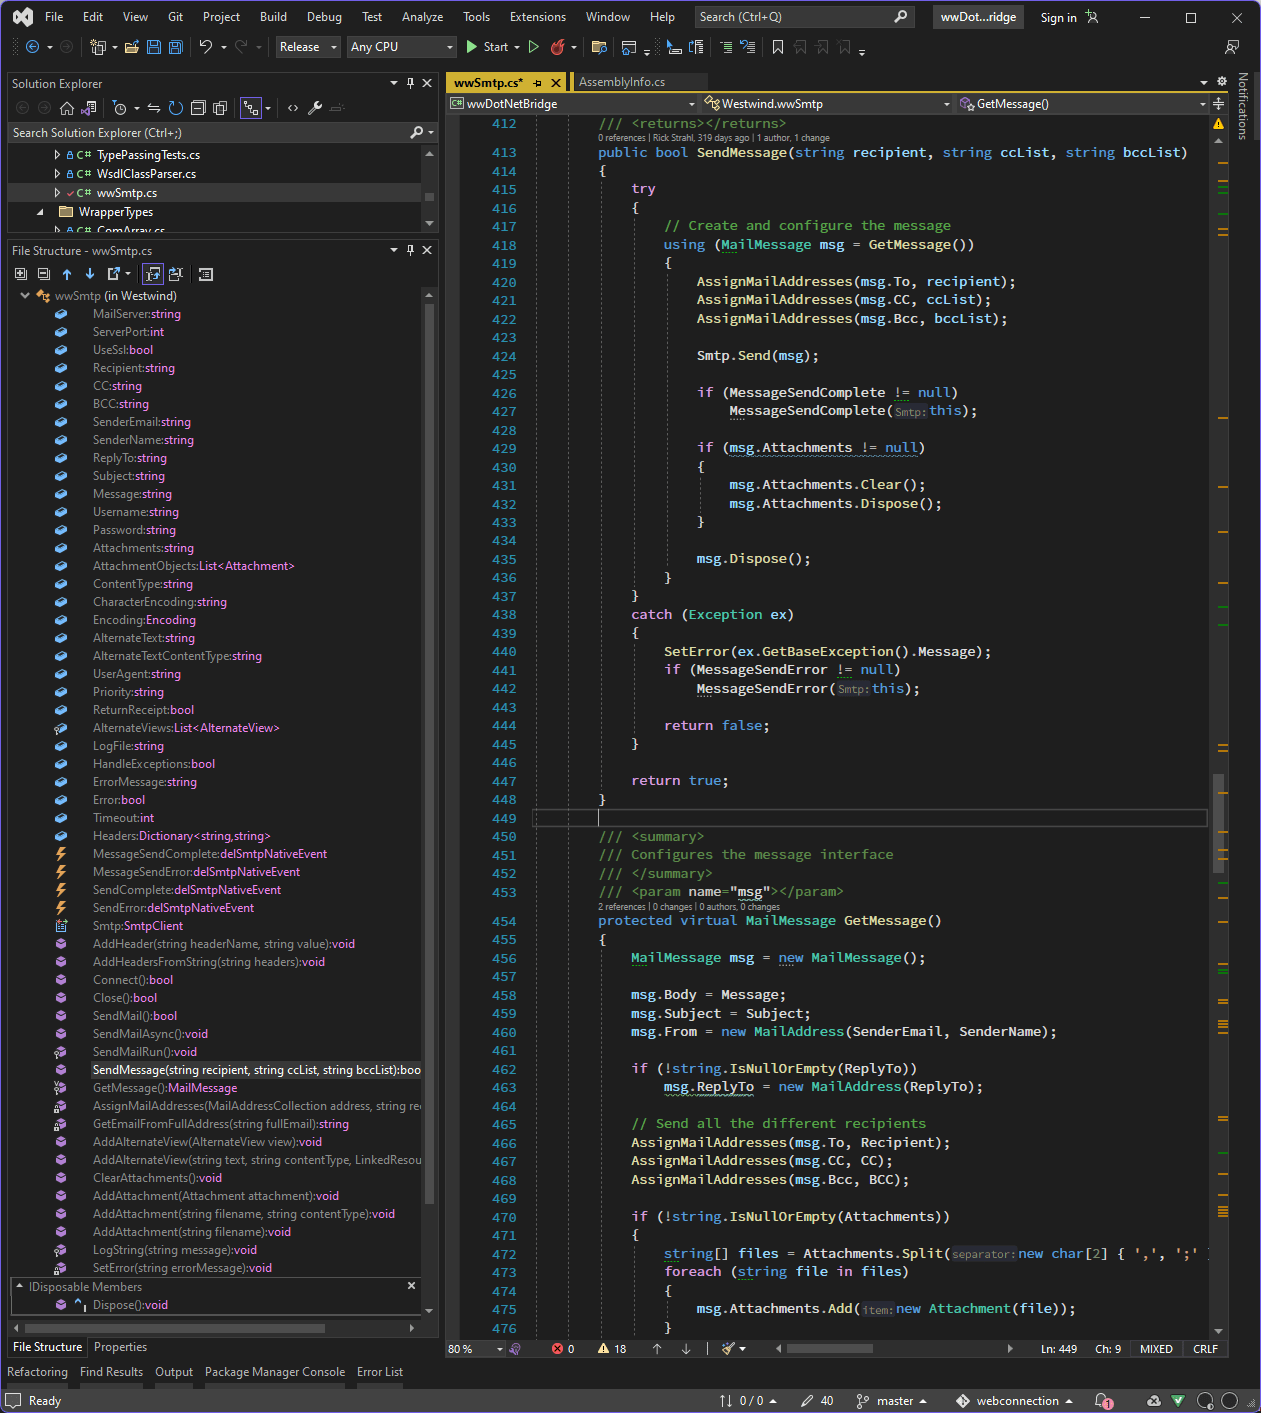 File Edit View Git Project Build Debug Test Analyze Tools Extensions Window Help Search (Ctrl+Q) wwDot...ridge Sign in
Release Any CPU Start
Solution Explorer
Search Solution Explorer (Ctrl+;)
C# TypePassingTests.cs
C# WsdlClassParser.cs
C# wwSmtp.cs
WrapperTypes
C# ComArray.cs
File Structure - wwSmtp.cs
wwSmtp (in Westwind)
MailServer:string
ServerPort:int
UseSsl:bool
Recipient:string
CC:string
BCC:string
SenderEmail:string
SenderName:string
ReplyTo:string
Subject:string
Message:string
Username:string
Password:string
Attachments:string
AttachmentObjects:List<Attachment>
ContentType:string
CharacterEncoding:string
Encoding:Encoding
AlternateText:string
AlternateTextContentType:string
UserAgent:string
Priority:string
ReturnReceipt:bool
AlternateViews:List<AlternateView>
LogFile:string
HandleExceptions:bool
ErrorMessage:string
Error:bool
Timeout:int
Headers:Dictionary<string,string>
MessageSendComplete:delSmtpNativeEvent
MessageSendError:delSmtpNativeEvent
SendComplete:delSmtpNativeEvent
SendError:delSmtpNativeEvent
Smtp:SmtpClient
AddHeader(string headerName, string value):void
AddHeadersFromString(string headers):void
Connect():bool
Close():bool
SendMail():bool
SendMailAsync():void
SendMailRun():void
SendMessage(string recipient, string ccList, string bccList):boo
GetMessage():MailMessage
AssignMailAddresses(MailAddressCollection address, string re
GetEmailFromFullAddress(string fullEmail):string
AddAlternateView(AlternateView view):void
AddAlternateView(string text, string contentType, LinkedResou
ClearAttachments():void
AddAttachment(Attachment attachment):void
AddAttachment(string filename, string contentType):void
AddAttachment(string filename):void
LogString(string message):void
SetError(string errorMessage):void
IDisposable Members
Dispose():void
File Structure Properties
wwSmtp.cs* AssemblyInfo.cs
C# wwDotNetBridge Westwind.wwSmtp GetMessage()
Notifications
412 /// <returns></returns>
0 references | Rick Strahl, 319 days ago | 1 author, 1 change
413 public bool SendMessage(string recipient, string ccList, string bccList)
414 {
415 try
416 {
417 // Create and configure the message
418 using (MailMessage msg = GetMessage())
419 {
420 AssignMailAddresses(msg.To, recipient);
421 AssignMailAddresses(msg.CC, ccList);
422 AssignMailAddresses(msg.Bcc, bccList);
423
424 Smtp.Send(msg);
425
426 if (MessageSendComplete != null)
427 MessageSendComplete(Smtp:this);
428
429 if (msg.Attachments != null)
430 {
431 msg.Attachments.Clear();
432 msg.Attachments.Dispose();
433 }
434
435 msg.Dispose();
436 }
437 }
438 catch (Exception ex)
439 {
440 SetError(ex.GetBaseException().Message);
441 if (MessageSendError != null)
442 MessageSendError(Smtp:this);
443
444 return false;
445 }
446
447 return true;
448 }
449
450 /// <summary>
451 /// Configures the message interface
452 /// </summary>
453 /// <param name="msg"></param>
2 references | 0 changes | 0 authors, 0 changes
454 protected virtual MailMessage GetMessage()
455 {
456 MailMessage msg = new MailMessage();
457
458 msg.Body = Message;
459 msg.Subject = Subject;
460 msg.From = new MailAddress(SenderEmail, SenderName);
461
462 if (!string.IsNullOrEmpty(ReplyTo))
463 msg.ReplyTo = new MailAddress(ReplyTo);
464
465 // Send all the different recipients
466 AssignMailAddresses(msg.To, Recipient);
467 AssignMailAddresses(msg.CC, CC);
468 AssignMailAddresses(msg.Bcc, BCC);
469
470 if (!string.IsNullOrEmpty(Attachments))
471 {
472 string[] files = Attachments.Split(separator:new char[2] { ',', ';' }
473 foreach (string file in files)
474 {
475 msg.Attachments.Add(item:new Attachment(file));
476 }
80 % 0 18 Ln: 449 Ch: 9 MIXED CRLF
Refactoring Find Results Output Package Manager Console Error List
Ready 0 / 0 40 master webconnection 1